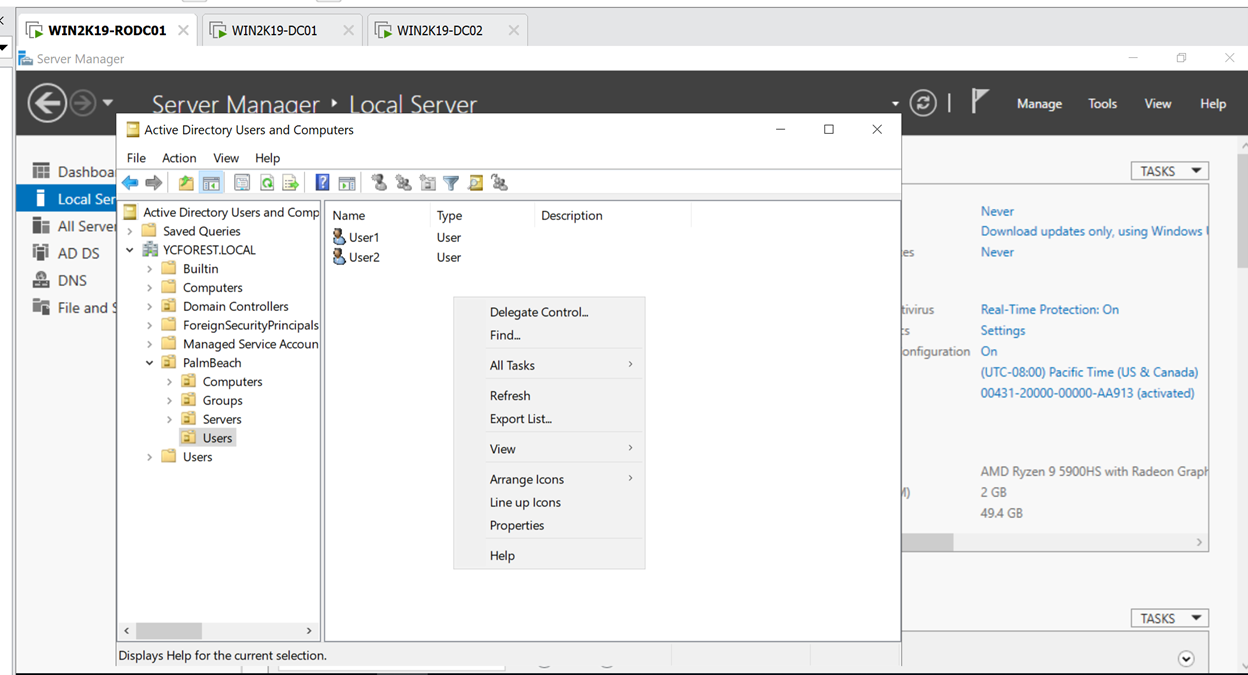 WIN2K19-RODC01 WIN2K19-DC01 WIN2K19-DC02
Server Manager
Server Manager Local Server
Manage Tools View Help
Active Directory Users and Computers
File Action View Help
Dashboa
Local Ser
All Server
AD DS
DNS
File and S
Active Directory Users and Comp
Saved Queries
YCFOREST.LOCAL
Builtin
Computers
Domain Controllers
ForeignSecurityPrincipals
Managed Service Accoun
PalmBeach
Computers
Groups
Servers
Users
Users
Name Type Description
User1 User
User2 User
Delegate Control...
Find...
All Tasks
Refresh
Export List...
View
Arrange Icons
Line up Icons
Properties
Help
Displays Help for the current selection.
TASKS
Never
Download updates only, using Windows
es Never
tivirus Real-Time Protection: On
cs Settings
onfiguration On
(UTC-08:00) Pacific Time (US & Canada)
00431-20000-00000-AA913 (activated)
AMD Ryzen 9 5900HS with Radeon Graph
M) 2 GB
49.4 GB
TASKS